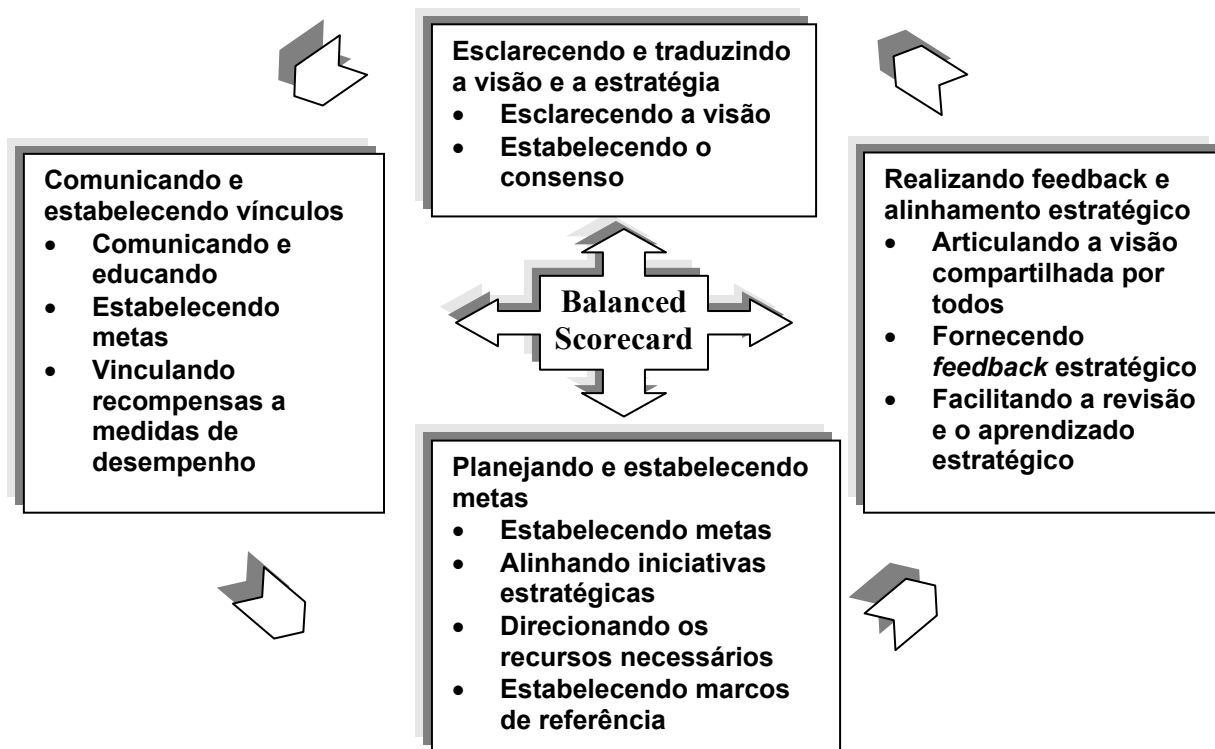 Esclarecendo e traduzindo
a visão e a estratégia
• Esclarecendo a visão
• Estabelecendo o
consenso
Comunicando e
estabelecendo vínculos
• Comunicando e
educando
• Estabelecendo
metas
• Vinculando
recompensas a
medidas de
desempenho
Balanced
Scorecard
Realizando feedback e
alinhamento estratégico
• Articulando a visão
compartilhada por
todos
• Fornecendo
feedback estratégico
• Facilitando a revisão
e o aprendizado
estratégico
Planejando e estabelecendo
metas
• Estabelecendo metas
• Alinhando iniciativas
estratégicas
• Direcionando os
recursos necessários
• Estabelecendo marcos
de referência